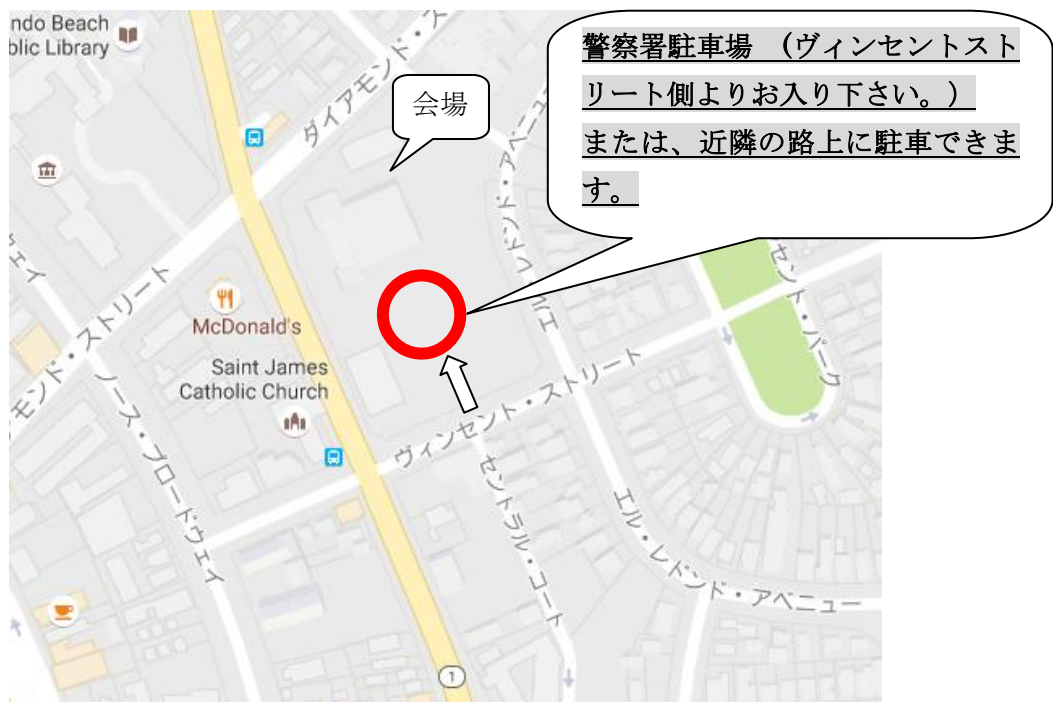 ndo Beach
blic Library
警察署駐車場　（ヴィンセントスト
リート側よりお入り下さい。）
または、近隣の路上に駐車できま
す。
会場
ダイアモンド・ス
McDonald's
Saint James
Catholic Church
モンド・ストリート
ノース・ブロードウェイ
ウェイ
ヴィンセント・ストリート
セントラル・コート
エル・レドンド・アベニュー
エル・レドンド・アベニュー
セント・パーク
1